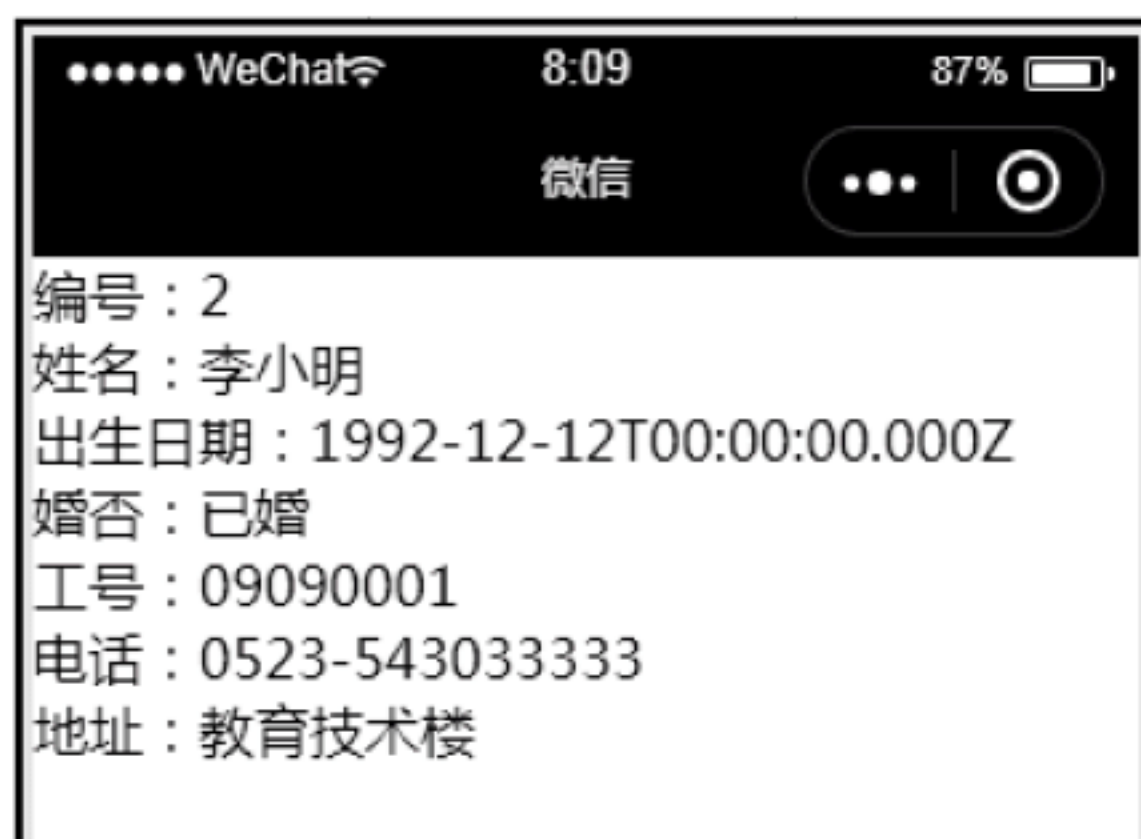 WeChat 8:09 87%
微信
编号：2
姓名：李小明
出生日期：1992-12-12T00:00:00.000Z
婚否：已婚
工号：09090001
电话：0523-543033333
地址：教育技术楼